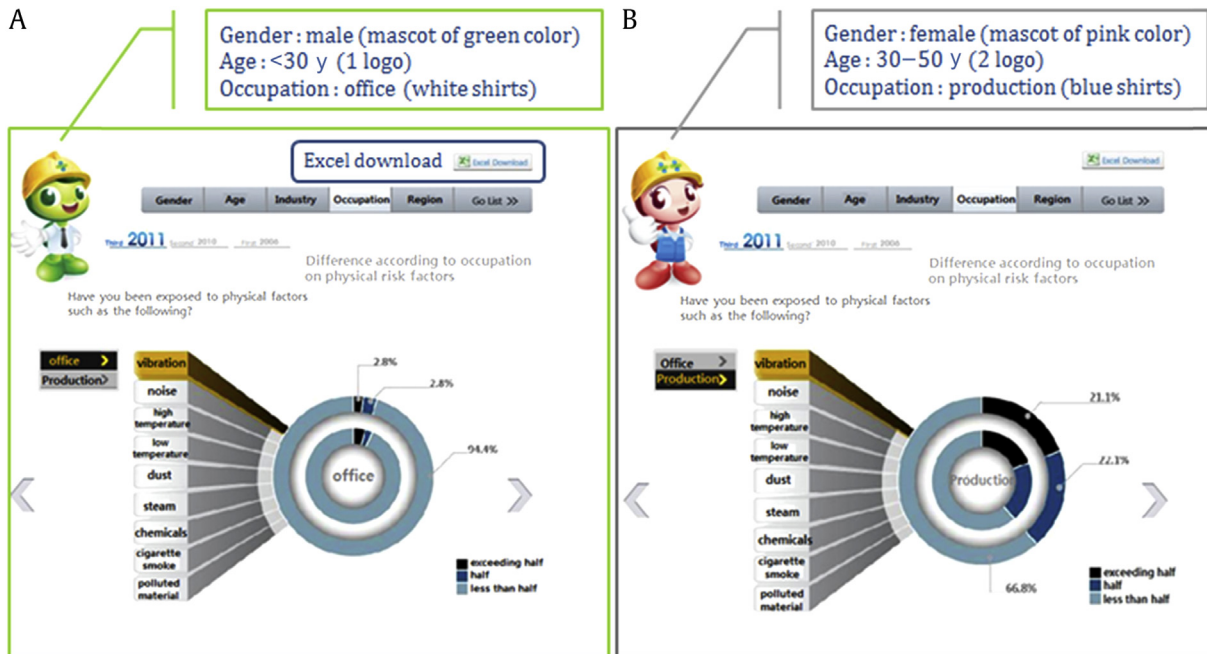 A
Gender : male (mascot of green color)
Age : <30 y (1 logo)
Occupation : office (white shirts)
Excel download
Excel Download
Gender
Age
Industry
Occupation
Region
Go List >>
Third 2011
Second 2010
First 2006
Difference according to occupation
on physical risk factors
Have you been exposed to physical factors
such as the following?
office >
Production>
vibration
noise
high
temperature
low
temperature
dust
steam
chemicals
cigarette
smoke
polluted
material
2.8%
2.8%
94.4%
office
exceeding half
half
less than half
B
Gender : female (mascot of pink color)
Age : 30–50 y (2 logo)
Occupation : production (blue shirts)
Excel Download
Gender
Age
Industry
Occupation
Region
Go List >>
Third 2011
Second 2010
First 2006
Difference according to occupation
on physical risk factors
Have you been exposed to physical factors
such as the following?
Office >
Production>
vibration
noise
high
temperature
low
temperature
dust
steam
chemicals
cigarette
smoke
polluted
material
21.1%
22.1%
66.8%
Production
exceeding half
half
less than half